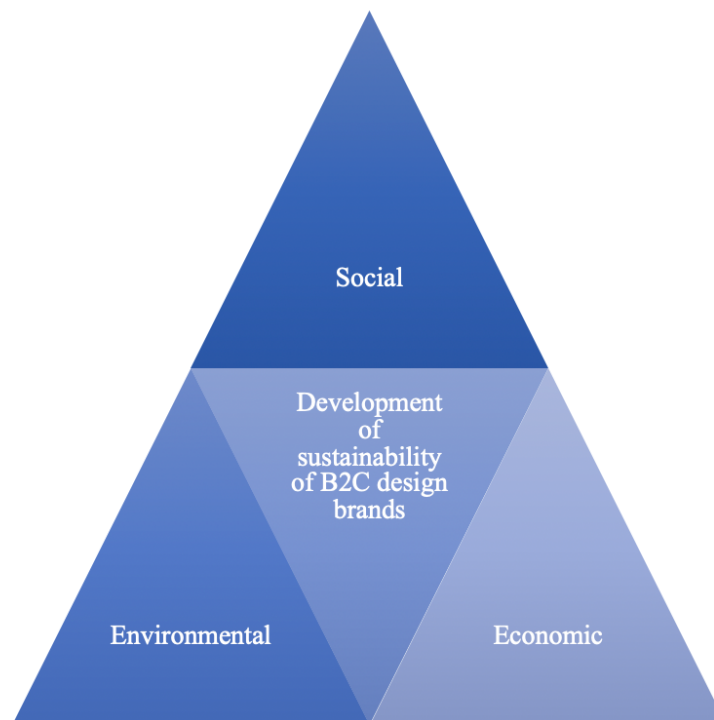 Social
Development
of
sustainability
of B2C design
brands
Environmental
Economic